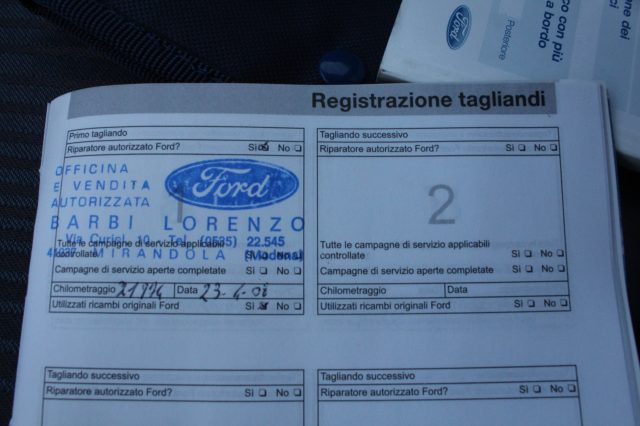 Ford
Posteriore
co con più
a bordo
Registrazione tagliandi
Primo tagliando
Riparatore autorizzato Ford? Sì No
OFFICINA
E VENDITA
AUTORIZZATA
Ford
BARBI LORENZO
Tel. (0535) 22.545
MIRANDOLA (Modena)
1
Tutte le campagne di servizio applicabili
controllate Sì No
Campagne di servizio aperte completate Sì No
Chilometraggio Data
Utilizzati ricambi originali Ford Sì No
Tagliando successivo
Riparatore autorizzato Ford? Sì No
2
Tutte le campagne di servizio applicabili
controllate Sì No
Campagne di servizio aperte completate Sì No
Chilometraggio Data
Utilizzati ricambi originali Ford Sì No
Tagliando successivo
Riparatore autorizzato Ford? Sì No
Tagliando successivo
Riparatore autorizzato Ford? Sì No